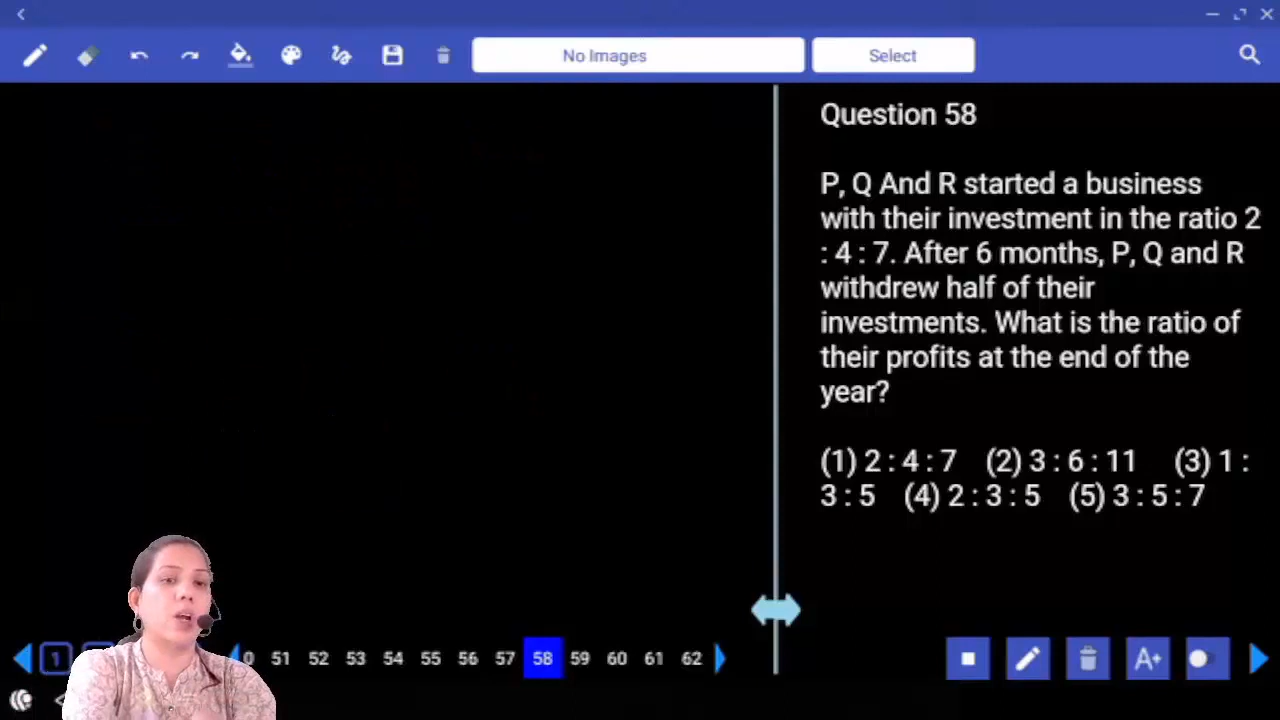 No Images
Select
Question 58
P, Q And R started a business
with their investment in the ratio 2
: 4 : 7. After 6 months, P, Q and R
withdrew half of their
investments. What is the ratio of
their profits at the end of the
year?
(1) 2 : 4 : 7 (2) 3 : 6 : 11 (3) 1 :
3 : 5 (4) 2 : 3 : 5 (5) 3 : 5 : 7
1 0 51 52 53 54 55 56 57 58 59 60 61 62
A+